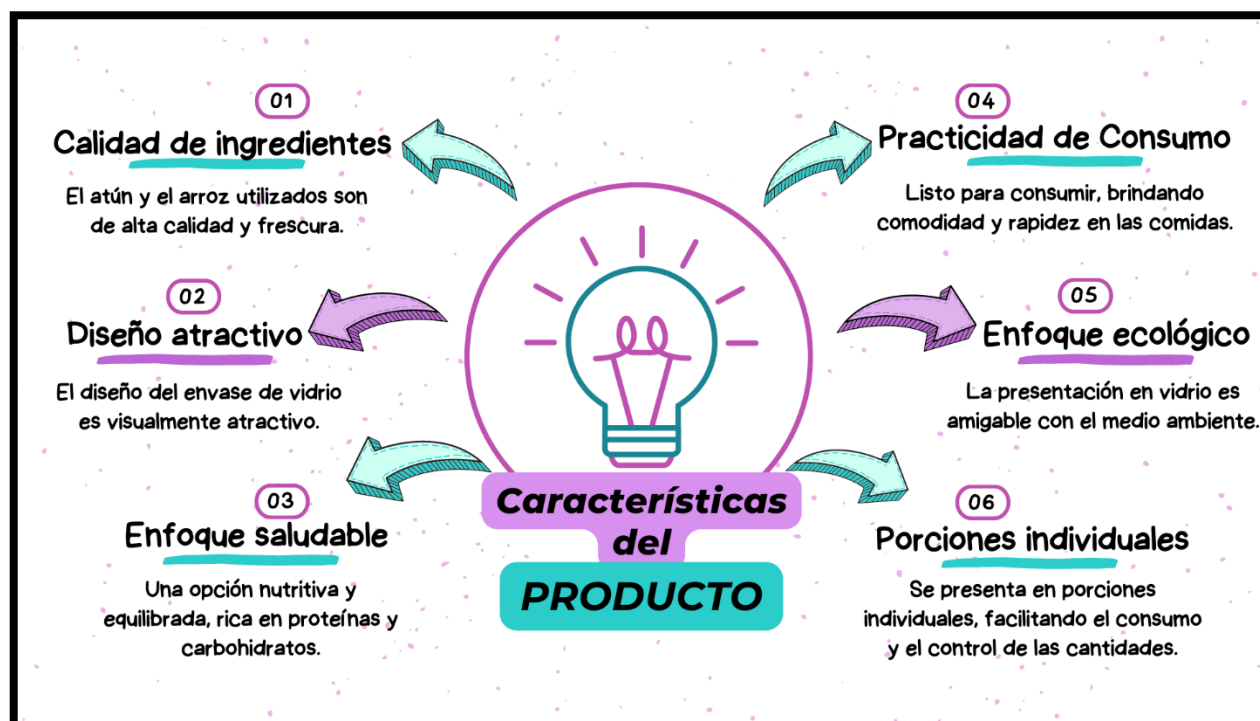 01
Calidad de ingredientes
El atún y el arroz utilizados son
de alta calidad y frescura.
02
Diseño atractivo
El diseño del envase de vidrio
es visualmente atractivo.
03
Enfoque saludable
Una opción nutritiva y
equilibrada, rica en proteínas y
carbohidratos.
Características
del
PRODUCTO
04
Practicidad de Consumo
Listo para consumir, brindando
comodidad y rapidez en las comidas.
05
Enfoque ecológico
La presentación en vidrio es
amigable con el medio ambiente.
06
Porciones individuales
Se presenta en porciones
individuales, facilitando el consumo
y el control de las cantidades.